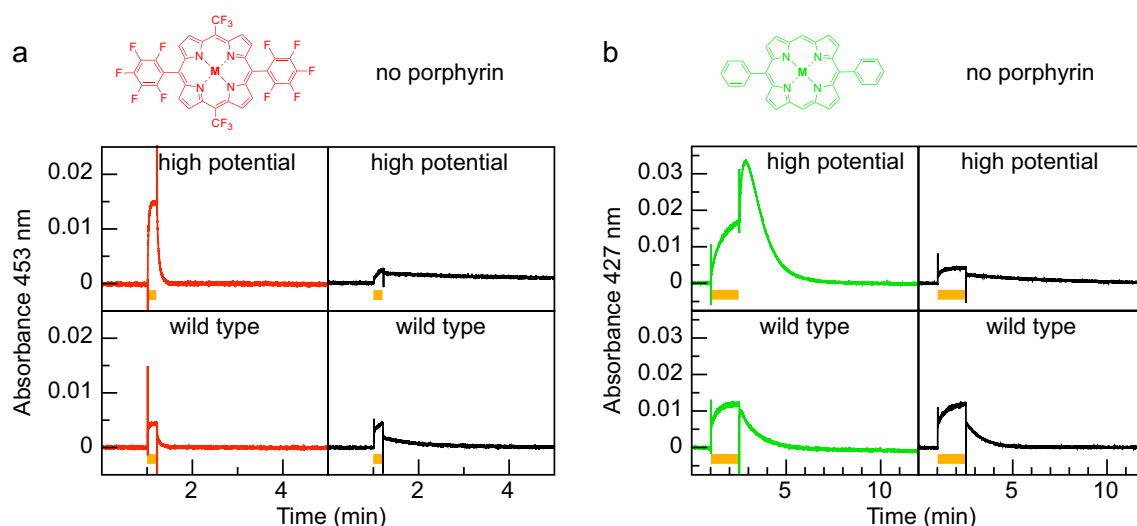 a
CF3
F F F F
F M F
F F F F
N N N N
CF3
no porphyrin
high potential
high potential
wild type
wild type
Absorbance 453 nm
0.02
0.01
0
0.02
0.01
0
2 4 2 4
Time (min)
b
N N
M
N N
no porphyrin
high potential
high potential
wild type
wild type
Absorbance 427 nm
0.03
0.02
0.01
0
0.03
0.02
0.01
0
5 10 5 10
Time (min)